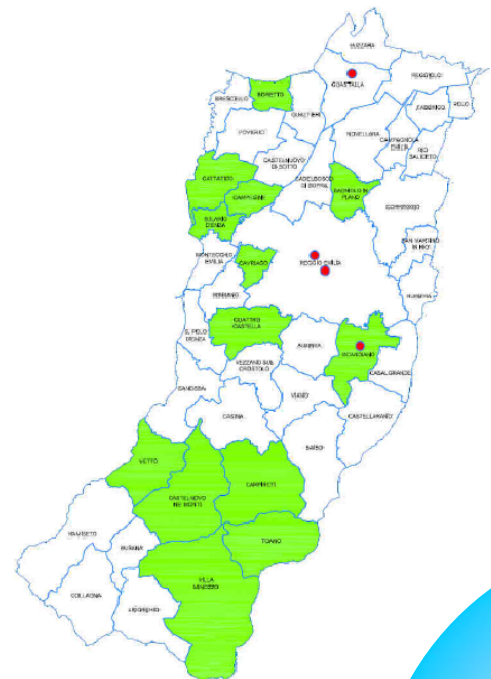 LUZZARA
GUASTALLA
REGGIOLO
BORETTO
BRESCELLO
GUALTIERI
FABBRICO
ROLO
POVIGLIO
NOVELLARA
CAMPAGNOLA
EMILIA
RIO
SALICETO
CASTELNUOVO
DI SOTTO
CADELBOSCO
DI SOPRA
GATTATICO
CAMPEGINE
BAGNOLO IN
PIANO
CORREGGIO
S.ILARIO
D'ENZA
SAN MARTINO
IN RIO
MONTECCHIO
EMILIA
CAVRIAGO
REGGIO EMILIA
BIBBIANO
RUBIERA
QUATTRO
CASTELLA
S. POLO
D'ENZA
ALBINEA
SCANDIANO
VEZZANO SUL
CROSTOLO
CASALGRANDE
CANOSSA
VIANO
CASINA
CASTELLARANO
BAISO
VETTO
CARPINETI
CASTELNUOVO
NE' MONTI
RAMISETO
TOANO
BUSANA
VILLA
MINOZZO
COLLAGNA
LIGONCHIO